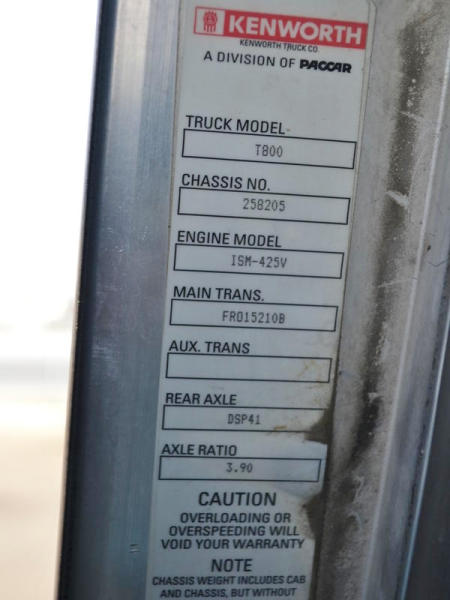 KENWORTH
KENWORTH TRUCK CO.
A DIVISION OF PACCAR
TRUCK MODEL
T800
CHASSIS NO.
258205
ENGINE MODEL
ISM-425V
MAIN TRANS.
FRO15210B
AUX. TRANS
REAR AXLE
DSP41
AXLE RATIO
3.90
CAUTION
OVERLOADING OR
OVERSPEEDING WILL
VOID YOUR WARRANTY
NOTE
CHASSIS WEIGHT INCLUDES CAB
AND CHASSIS, BUT WITHOUT